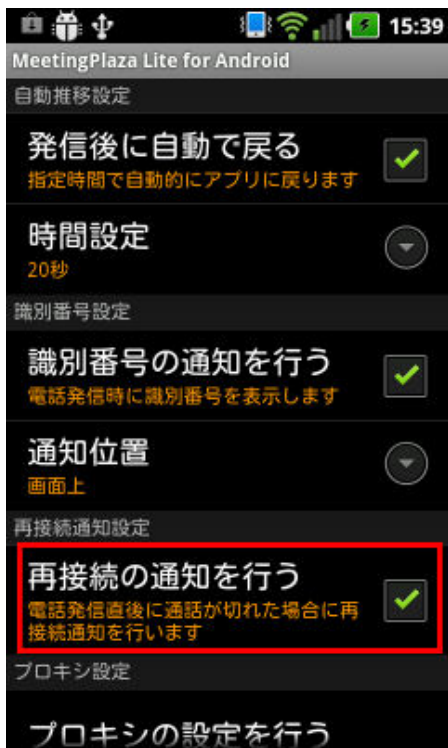 15:39
MeetingPlaza Lite for Android
自動推移設定
発信後に自動で戻る
指定時間で自動的にアプリに戻ります
時間設定
20秒
識別番号設定
識別番号の通知を行う
電話発信時に識別番号を表示します
通知位置
画面上
再接続通知設定
再接続の通知を行う
電話発信直後に通話が切れた場合に再
接続通知を行います
プロキシ設定
プロキシの設定を行う